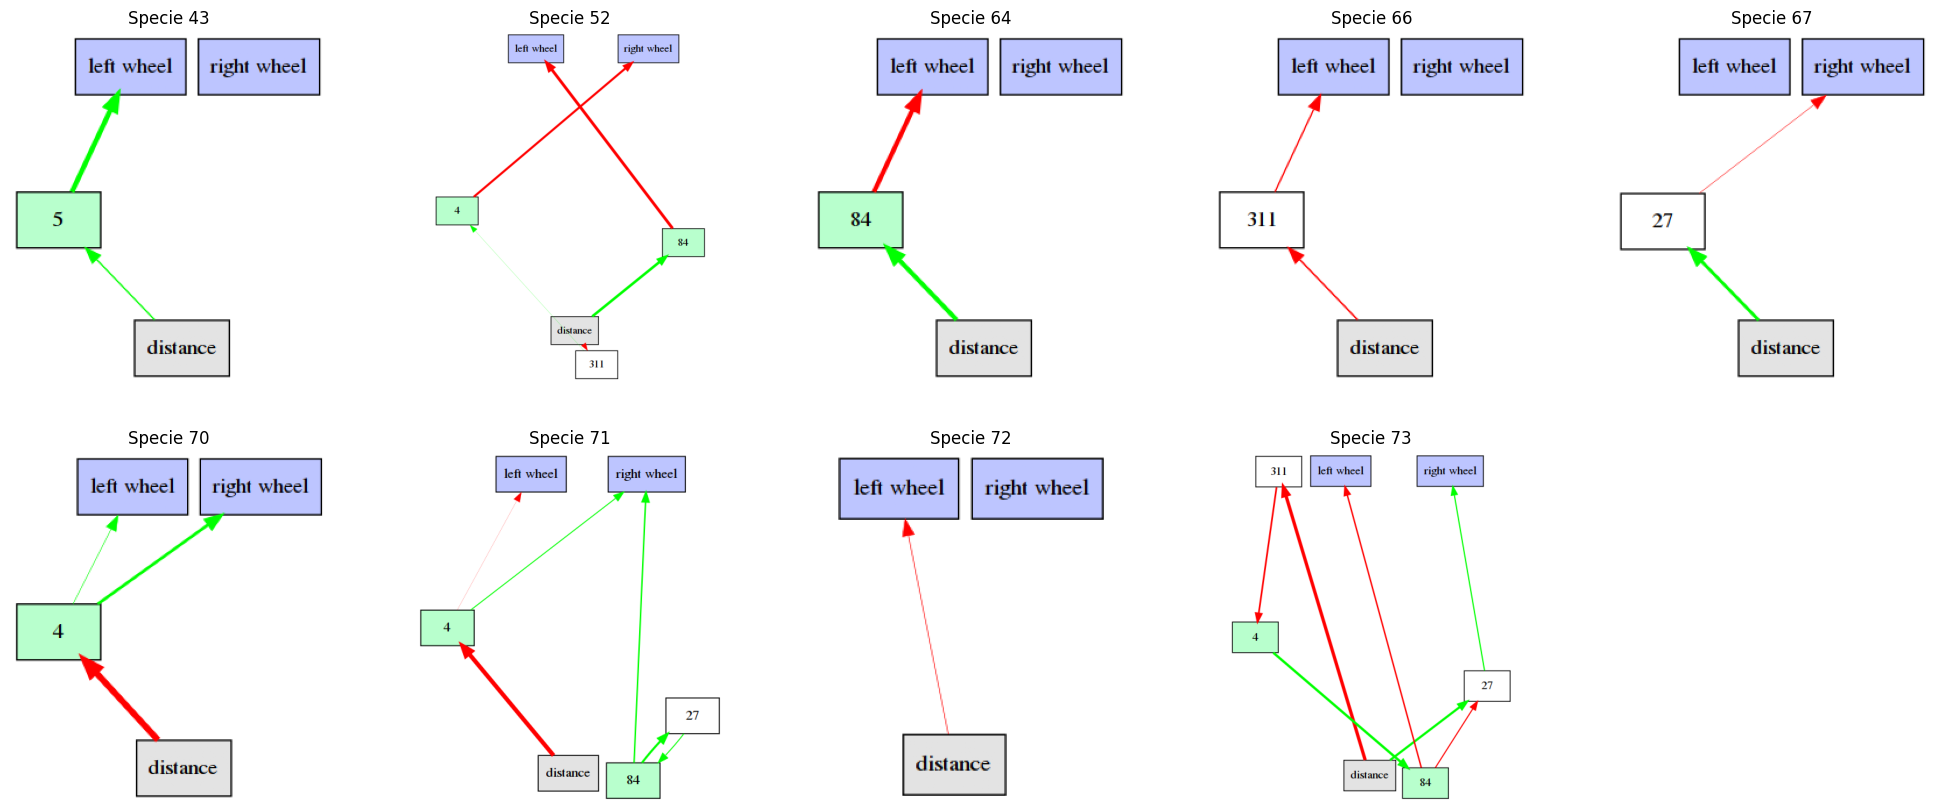 Specie 43
left wheel
right wheel
5
distance
Specie 52
left wheel
right wheel
4
84
distance
311
Specie 64
left wheel
right wheel
84
distance
Specie 66
left wheel
right wheel
311
distance
Specie 67
left wheel
right wheel
27
distance
Specie 70
left wheel
right wheel
4
distance
Specie 71
left wheel
right wheel
4
27
distance
84
Specie 72
left wheel
right wheel
distance
Specie 73
311
left wheel
right wheel
4
27
distance
84